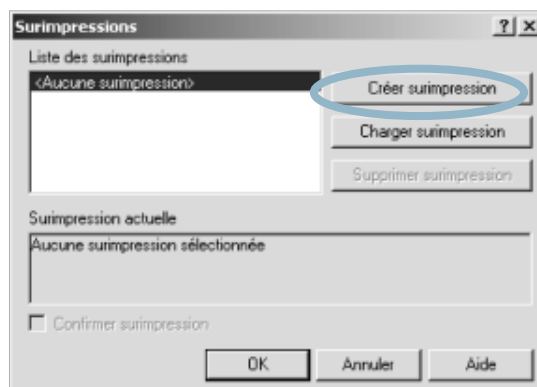 Surimpressions
Liste des surimpressions
<Aucune surimpression>
Créer surimpression
Charger surimpression
Supprimer surimpression
Surimpression actuelle
Aucune surimpression sélectionnée
Confirmer surimpression
OK Annuler Aide